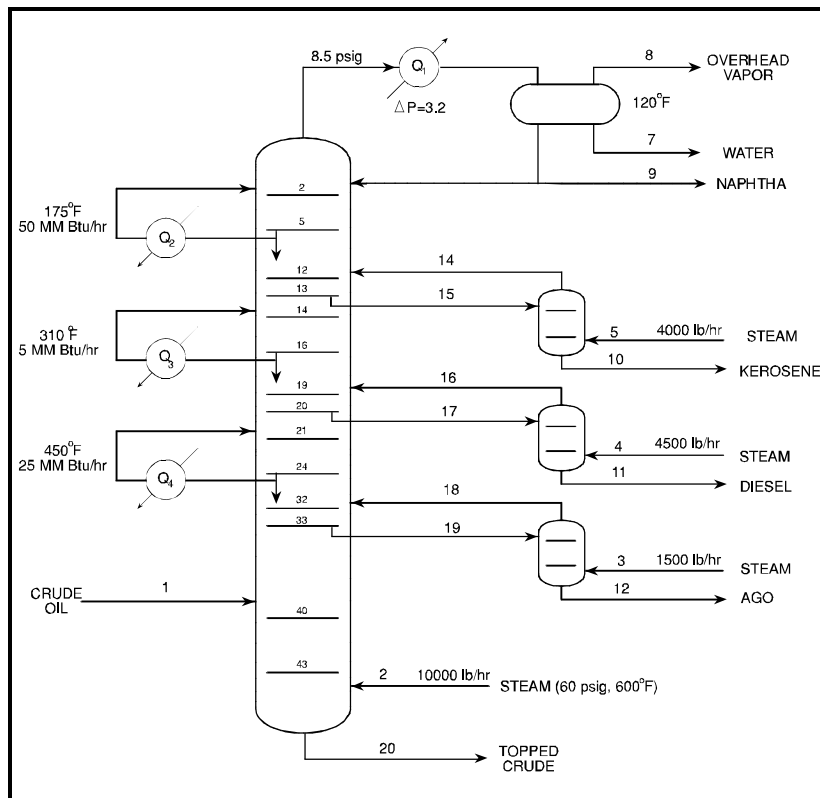 8.5 psig
Q1
△P=3.2
8
OVERHEAD
VAPOR
120°F
7
WATER
9
NAPHTHA
2
175°F
50 MM Btu/hr
Q2
5
12
14
13
15
14
5
4000 lb/hr
STEAM
10
KEROSENE
310 °F
5 MM Btu/hr
Q3
16
16
19
20
17
21
4
4500 lb/hr
STEAM
11
DIESEL
450°F
25 MM Btu/hr
Q4
24
18
32
33
19
3
1500 lb/hr
STEAM
12
AGO
CRUDE
OIL
1
40
43
2
10000 lb/hr
STEAM (60 psig, 600°F)
20
TOPPED
CRUDE